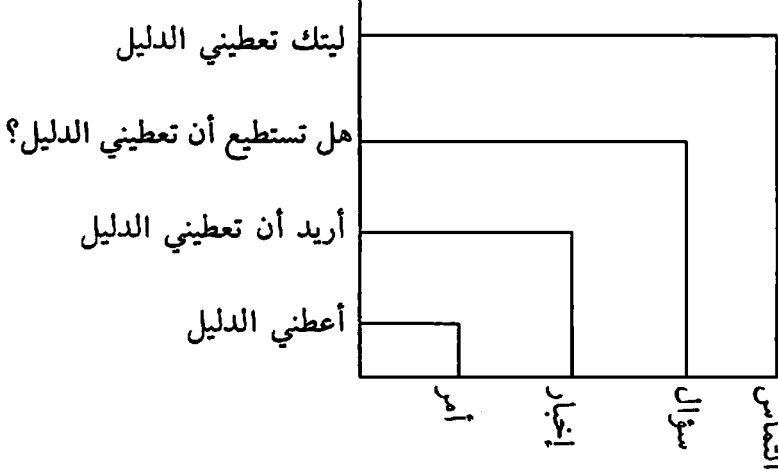 ليتك تعطيني الدليل
هل تستطيع أن تعطيني الدليل؟
أريد أن تعطيني الدليل
أعطني الدليل
التماس
سؤال
إخبار
أمر